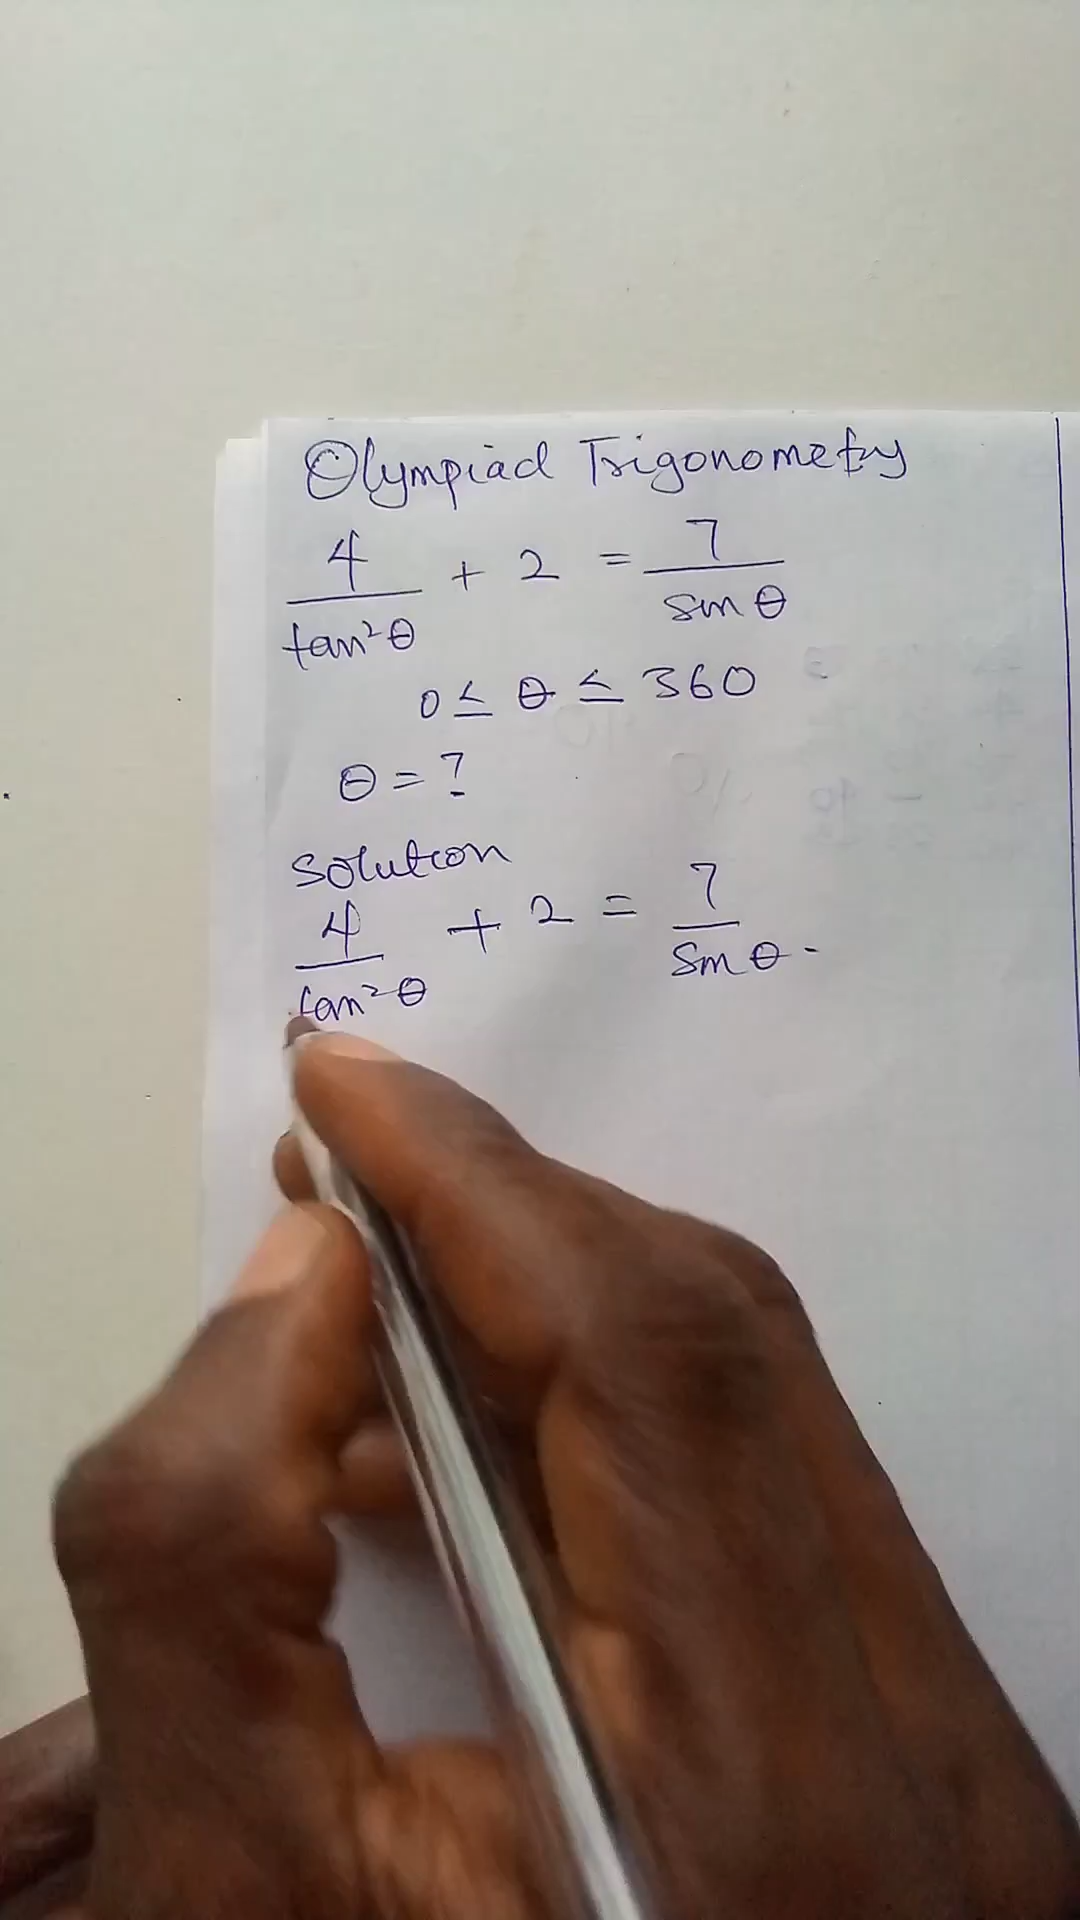 Olympiad Trigonometry
4/tan²θ + 2 = 7/sinθ
0 ≤ θ ≤ 360
θ = ?
Solution
4/tan²θ + 2 = 7/sinθ.